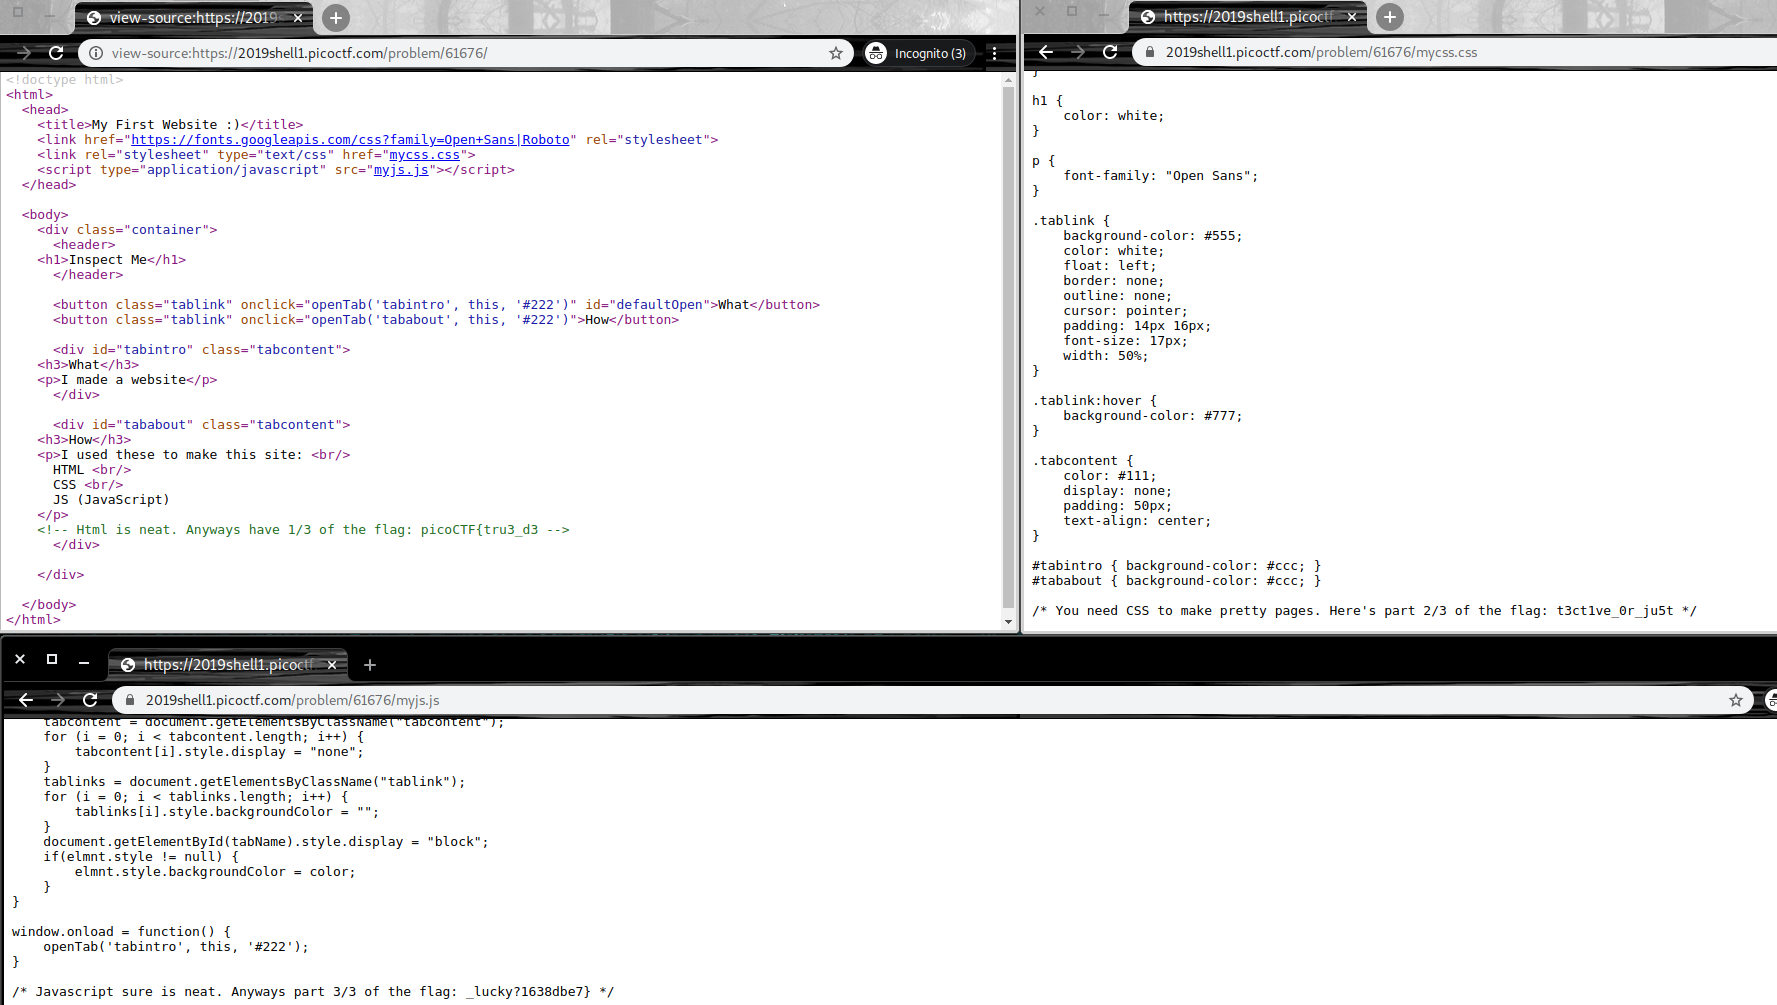 view-source:https://2019s
view-source:https://2019shell1.picoctf.com/problem/61676/
Incognito (3)
<!doctype html>
<html>
<head>
<title>My First Website :)</title>
<link href="https://fonts.googleapis.com/css?family=Open+Sans|Roboto" rel="stylesheet">
<link rel="stylesheet" type="text/css" href="mycss.css">
<script type="application/javascript" src="myjs.js"></script>
</head>
<body>
<div class="container">
<header>
<h1>Inspect Me</h1>
</header>
<button class="tablink" onclick="openTab('tabintro', this, '#222')" id="defaultOpen">What</button>
<button class="tablink" onclick="openTab('tababout', this, '#222')">How</button>
<div id="tabintro" class="tabcontent">
<h3>What</h3>
<p>I made a website</p>
</div>
<div id="tababout" class="tabcontent">
<h3>How</h3>
<p>I used these to make this site: <br/>
HTML <br/>
CSS <br/>
JS (JavaScript)
</p>
<!-- Html is neat. Anyways have 1/3 of the flag: picoCTF{tru3_d3 -->
</div>
</div>
</body>
</html>
https://2019shell1.picoctf
2019shell1.picoctf.com/problem/61676/mycss.css
}
h1 {
color: white;
}
p {
font-family: "Open Sans";
}
.tablink {
background-color: #555;
color: white;
float: left;
border: none;
outline: none;
cursor: pointer;
padding: 14px 16px;
font-size: 17px;
width: 50%;
}
.tablink:hover {
background-color: #777;
}
.tabcontent {
color: #111;
display: none;
padding: 50px;
text-align: center;
}
#tabintro { background-color: #ccc; }
#tababout { background-color: #ccc; }
/* You need CSS to make pretty pages. Here's part 2/3 of the flag: t3ct1ve_0r_ju5t */
https://2019shell1.picoct
2019shell1.picoctf.com/problem/61676/myjs.js
tabcontent = document.getElementsByClassName("tabcontent");
for (i = 0; i < tabcontent.length; i++) {
tabcontent[i].style.display = "none";
}
tablinks = document.getElementsByClassName("tablink");
for (i = 0; i < tablinks.length; i++) {
tablinks[i].style.backgroundColor = "";
}
document.getElementById(tabName).style.display = "block";
if(elmnt.style != null) {
elmnt.style.backgroundColor = color;
}
}
window.onload = function() {
openTab('tabintro', this, '#222');
}
/* Javascript sure is neat. Anyways part 3/3 of the flag: _lucky?1638dbe7} */